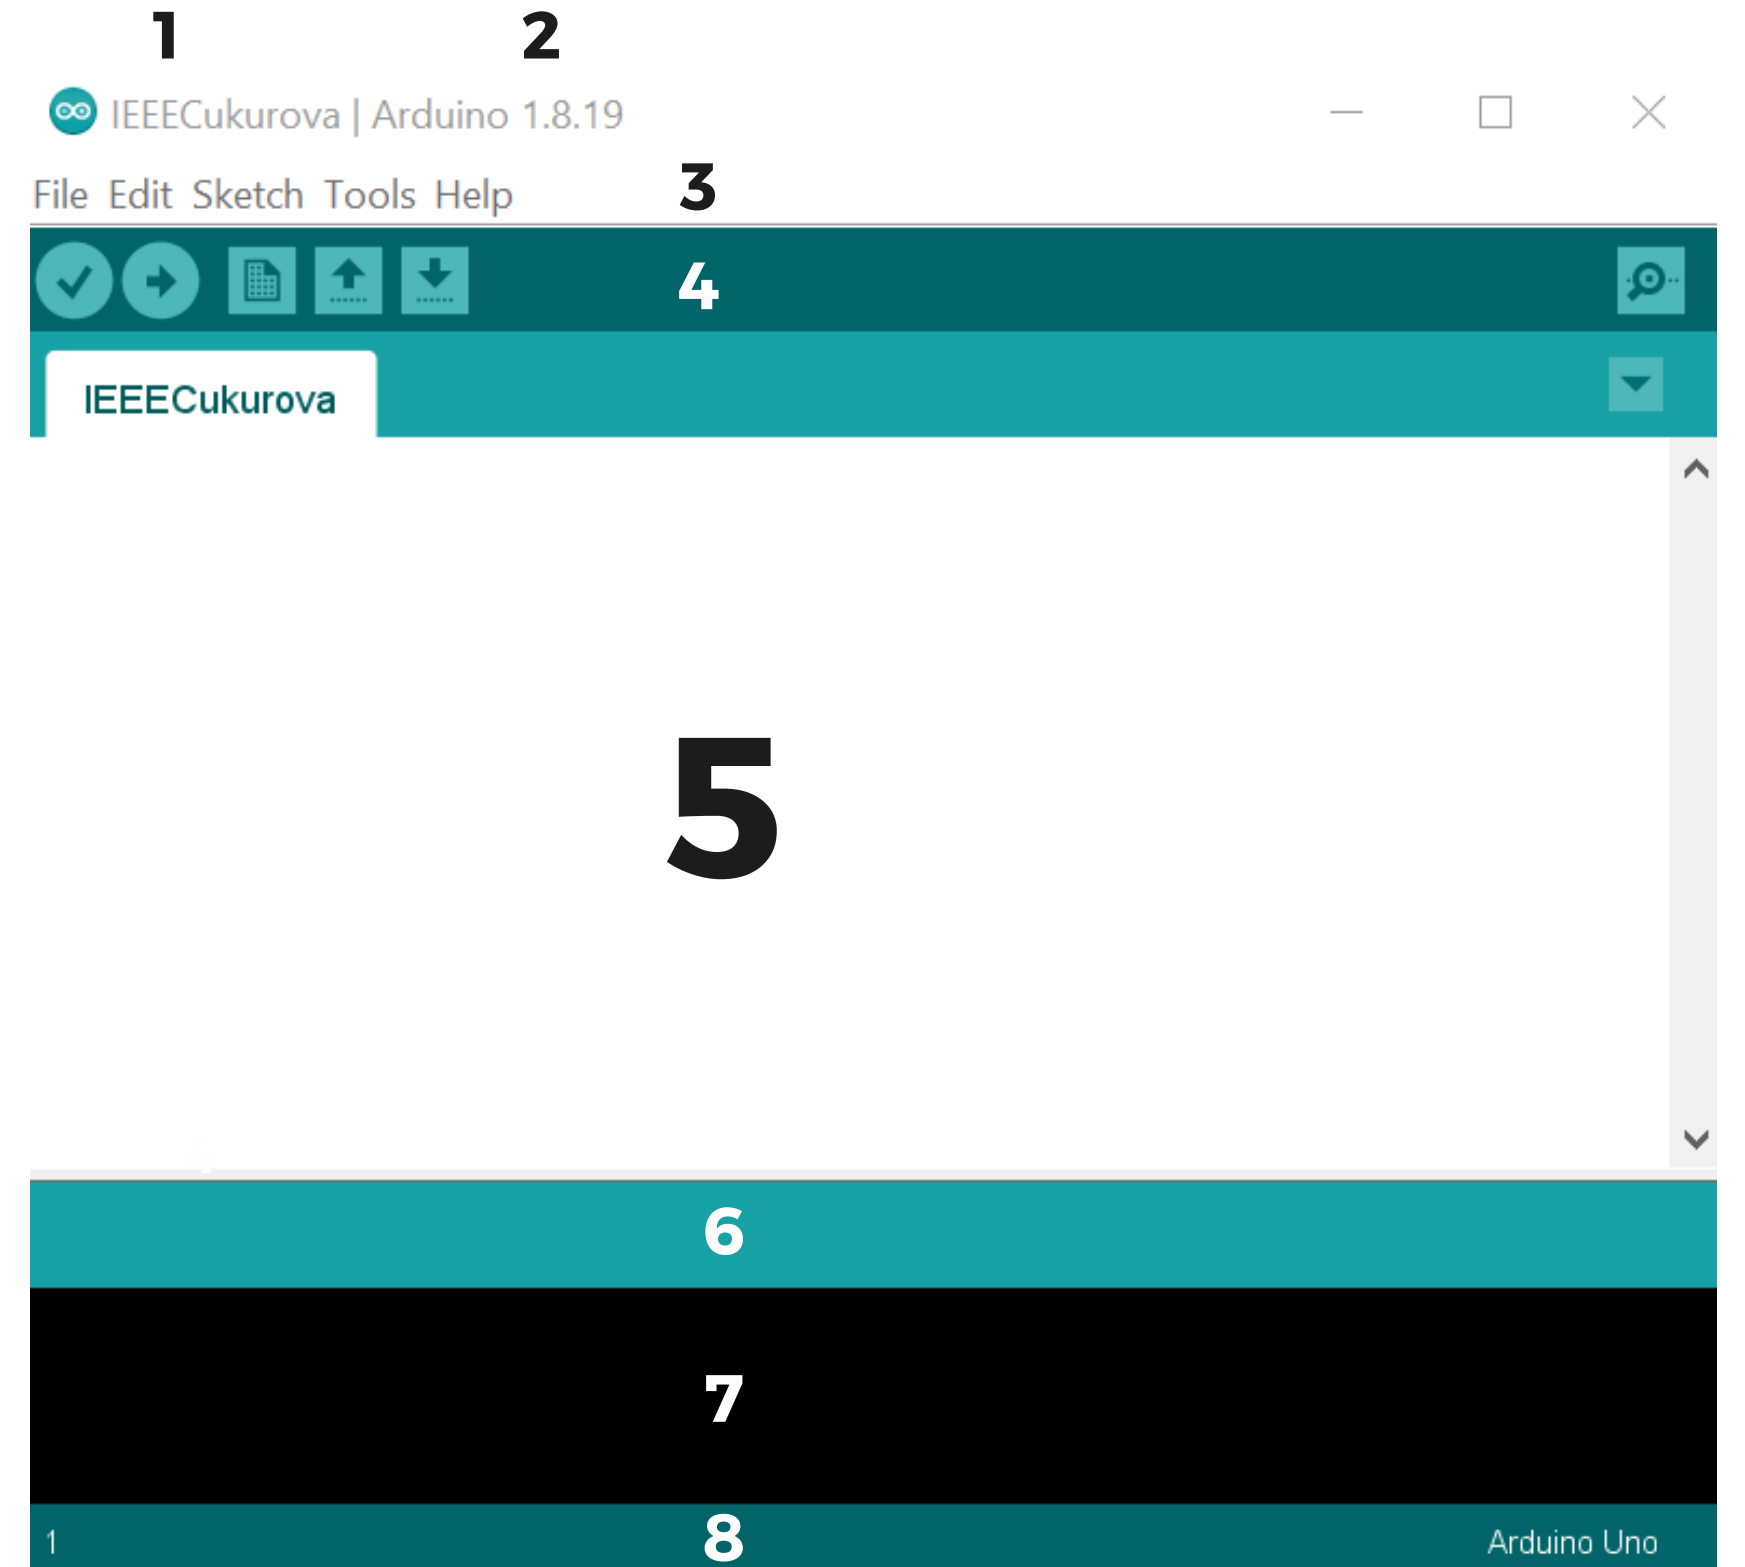 1 2
IEEECukurova | Arduino 1.8.19
File Edit Sketch Tools Help 3
4
IEEECukurova
5
6
7
1 8 Arduino Uno